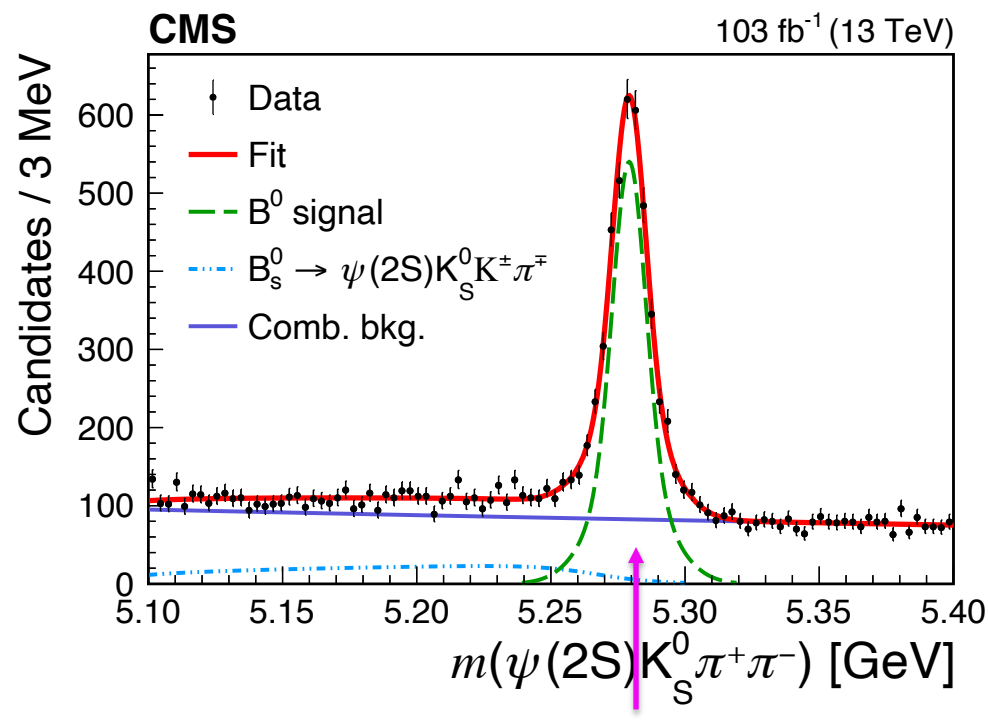 CMS 103 fb⁻¹ (13 TeV)
Candidates / 3 MeV
600
500
400
300
200
100
0
Data
Fit
B⁰ signal
B⁰ₛ → ψ(2S)K⁰_S K^± π^∓
Comb. bkg.
5.10 5.15 5.20 5.25 5.30 5.35 5.40
m(ψ(2S)K⁰_S π⁺π⁻) [GeV]